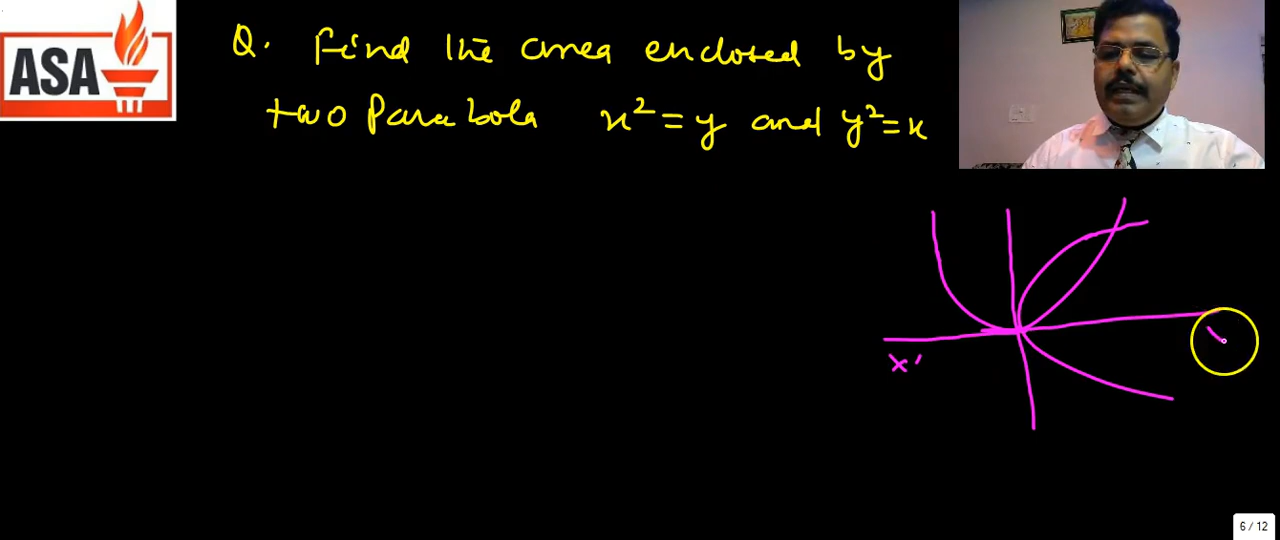 ASA
Q. Find the area enclosed by
two Parabola x² = y and y² = x
X'
6 / 12